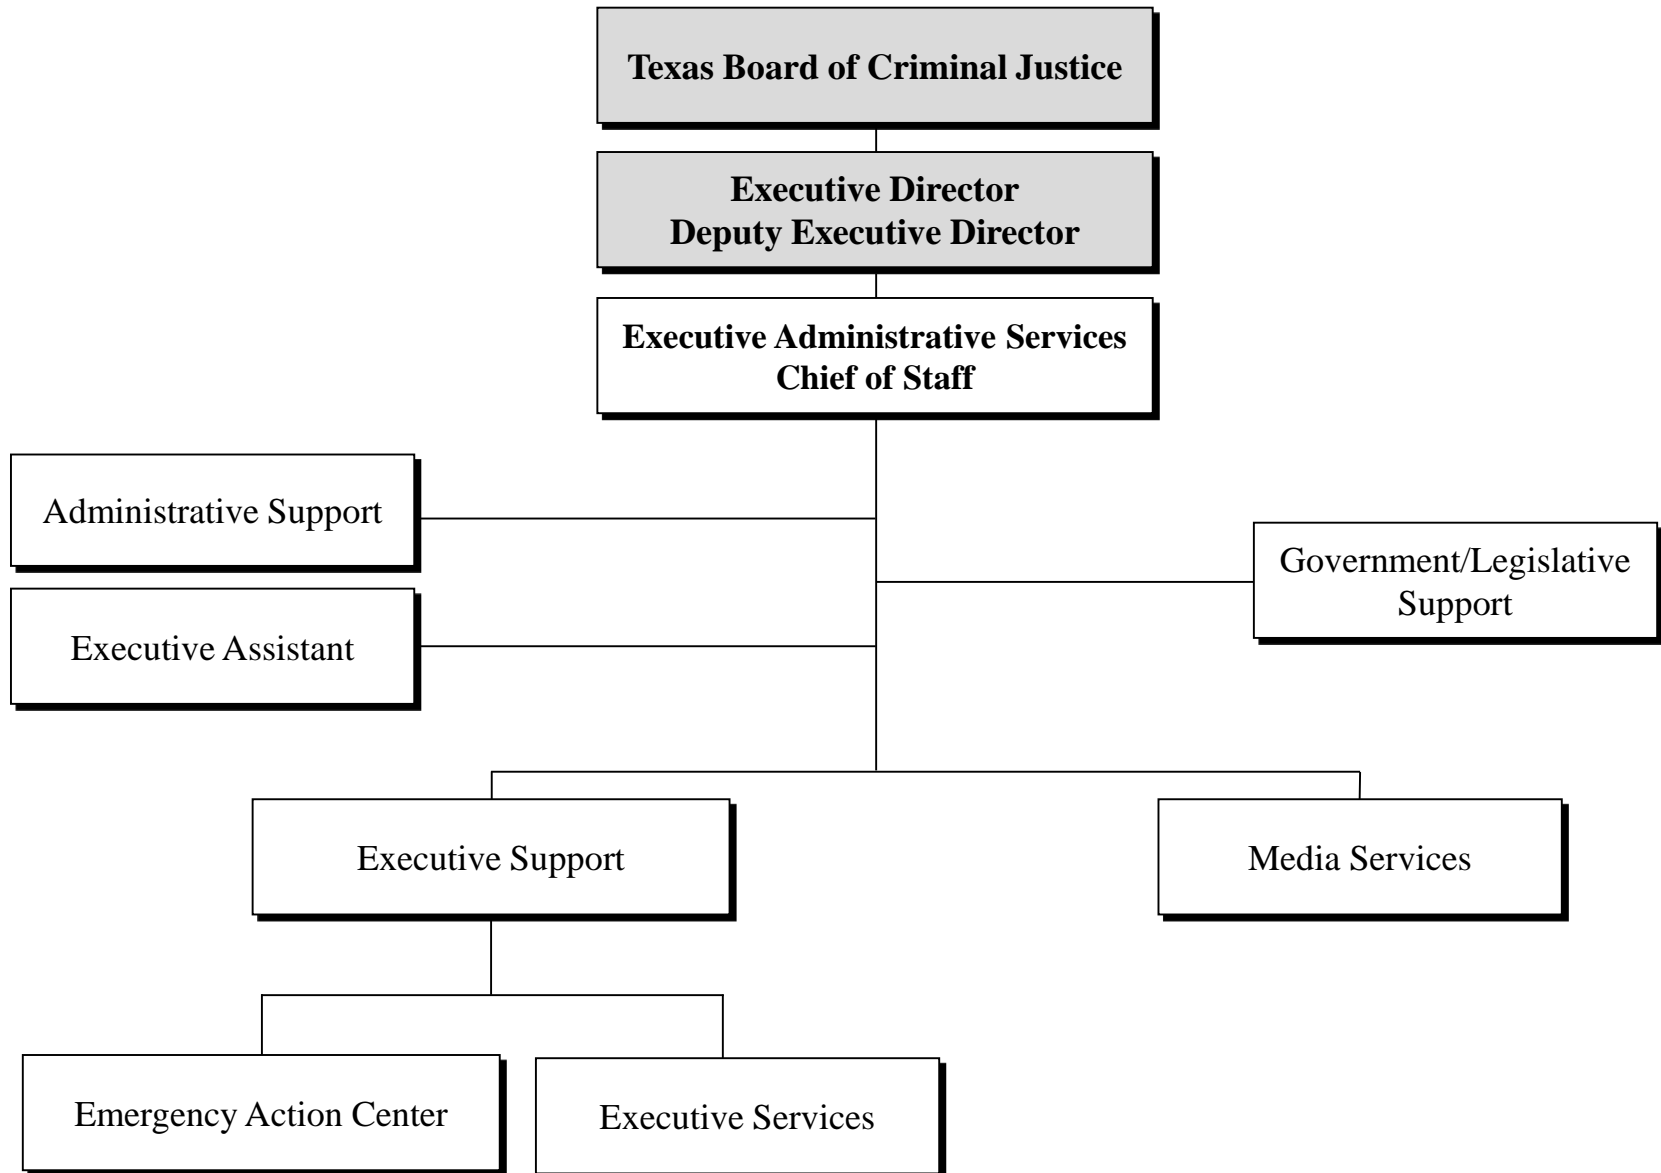 Texas Board of Criminal Justice
Executive Director
Deputy Executive Director
Executive Administrative Services
Chief of Staff
Administrative Support
Government/Legislative
Support
Executive Assistant
Executive Support
Media Services
Emergency Action Center
Executive Services